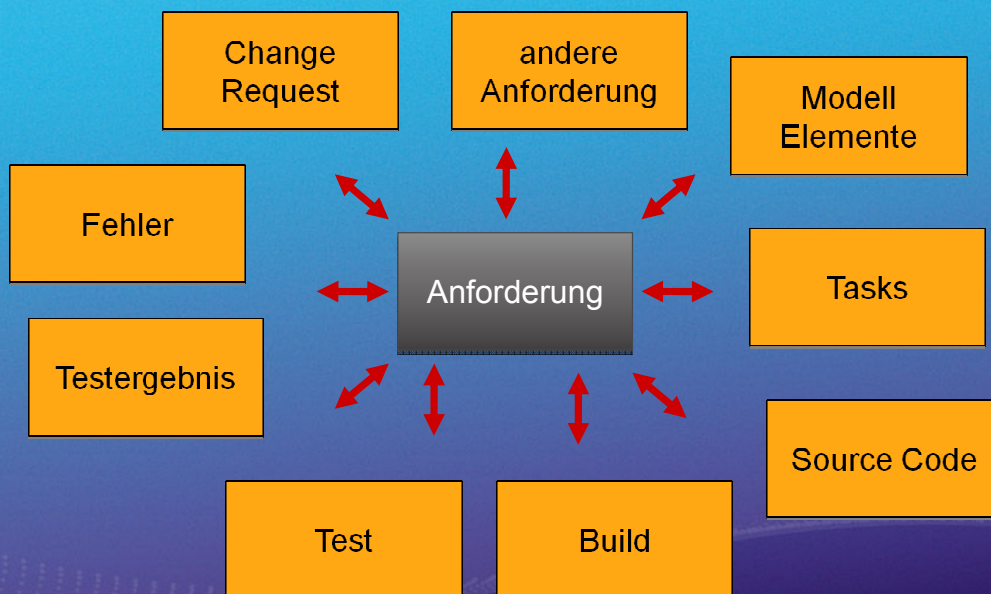 Change
Request
andere
Anforderung
Modell
Elemente
Fehler
Anforderung
Tasks
Testergebnis
Source Code
Test
Build